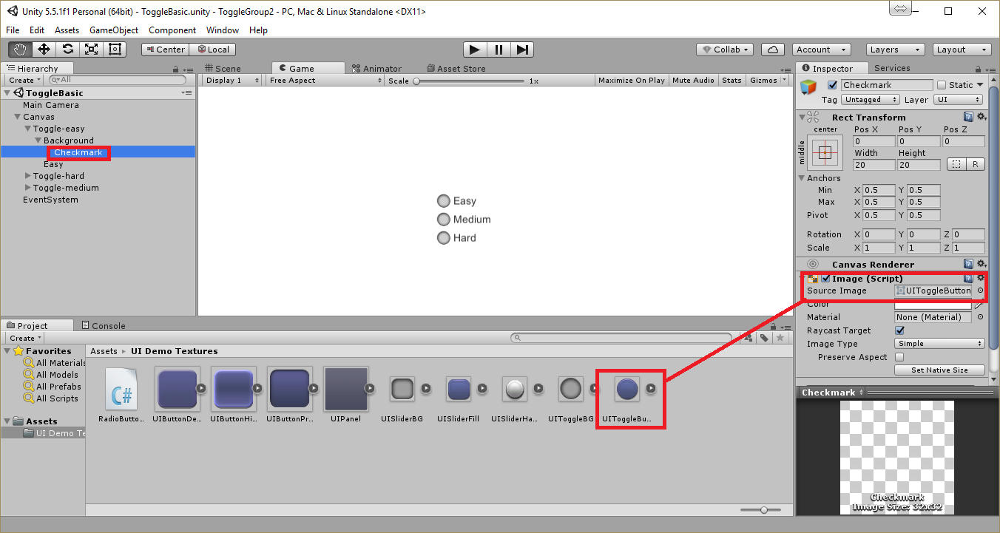 Unity 5.5.1f1 Personal (64bit) - ToggleBasic.unity - ToggleGroup2 - PC, Mac & Linux Standalone <DX11>
File Edit Assets GameObject Component Window Help
Center Local Collab Account Layers Layout
Hierarchy
Create All
ToggleBasic
Main Camera
Canvas
Toggle-easy
Background
Checkmark
Easy
Toggle-hard
Toggle-medium
EventSystem
Scene Game Animator Asset Store
Display 1 Free Aspect Scale 1x Maximize On Play Mute Audio Stats Gizmos
Easy
Medium
Hard
Inspector Services
Checkmark Static
Tag Untagged Layer UI
Rect Transform
center Pos X Pos Y Pos Z
middle
0 0 0
Width Height
20 20 R
Anchors
Min X 0.5 Y 0.5
Max X 0.5 Y 0.5
Pivot X 0.5 Y 0.5
Rotation X 0 Y 0 Z 0
Scale X 1 Y 1 Z 1
Canvas Renderer
Image (Script)
Source Image UIToggleButton
Color
Material None (Material)
Raycast Target
Image Type Simple
Preserve Aspect
Set Native Size
Checkmark
Checkmark
Image Size: 32x32
Project Console
Create
Favorites
All Materials
All Models
All Prefabs
All Scripts
Assets
UI Demo Te
Assets UI Demo Textures
C#
RadioButto... UIButtonDe... UIButtonHi... UIButtonPr... UIPanel UISliderBG UISliderFill UISliderHa... UIToggleBG UIToggleBu...